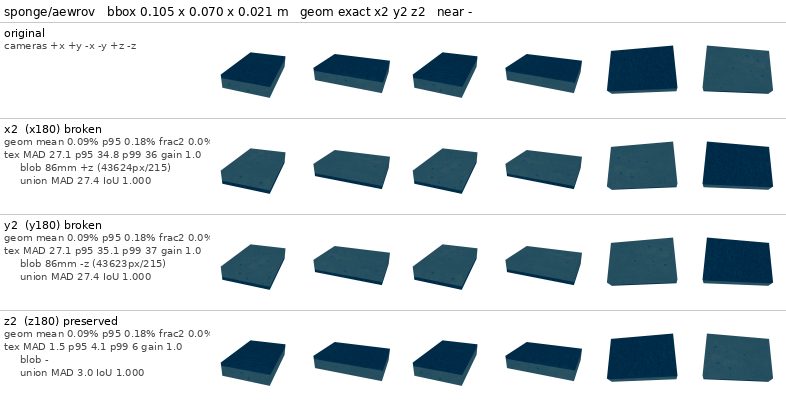 sponge/aewrov   bbox 0.105 x 0.070 x 0.021 m   geom exact x2 y2 z2   near -
original
cameras +x +y -x -y +z -z
x2  (x180) broken
geom mean 0.09% p95 0.18% frac2 0.0%
tex MAD 27.1 p95 34.8 p99 36 gain 1.0
blob 86mm +z (43624px/215)
union MAD 27.4 IoU 1.000
y2  (y180) broken
geom mean 0.09% p95 0.18% frac2 0.0%
tex MAD 27.1 p95 35.1 p99 37 gain 1.0
blob 86mm -z (43623px/215)
union MAD 27.4 IoU 1.000
z2  (z180) preserved
geom mean 0.09% p95 0.18% frac2 0.0%
tex MAD 1.5 p95 4.1 p99 6 gain 1.0
blob -
union MAD 3.0 IoU 1.000